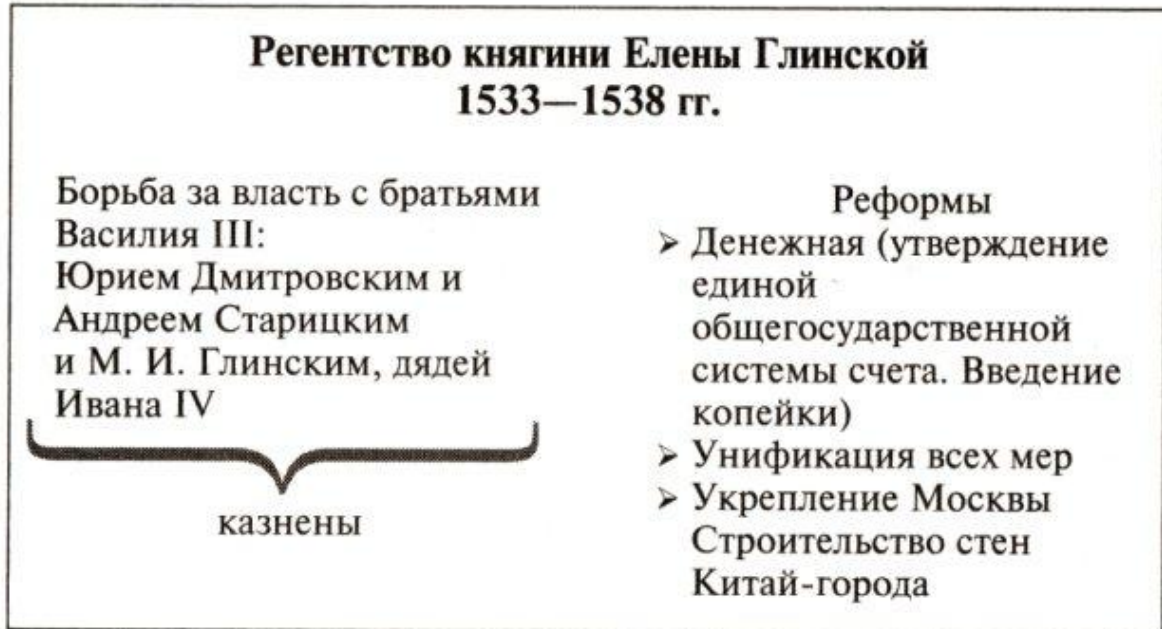 Регентство княгини Елены Глинской
1533—1538 гг.
Борьба за власть с братьями
Василия III:
Юрием Дмитровским и
Андреем Старицким
и М. И. Глинским, дядей
Ивана IV
казнены
Реформы
➢ Денежная (утверждение
единой
общегосударственной
системы счета. Введение
копейки)
➢ Унификация всех мер
➢ Укрепление Москвы
Строительство стен
Китай-города